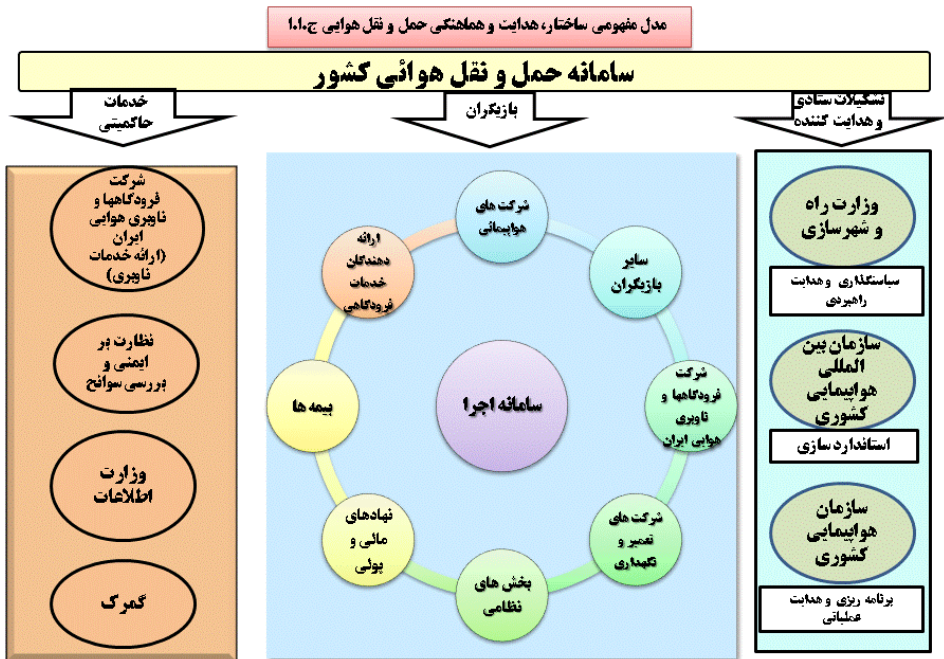 مدل مفهومی ساختار، هدایت و هماهنگی حمل و نقل هوایی ج.ا.ا
سامانه حمل و نقل هوائی کشور
تشکیلات ستادی
و هدایت کننده
بازیگران
خدمات
حاکمیتی
وزارت راه
و شهرسازی
سیاستگذاری و هدایت
راهبردی
سازمان بین
المللی
هواپیمایی
کشوری
استاندارد سازی
سازمان
هواپیمایی
کشوری
برنامه ریزی و هدایت
عملیاتی
شرکت های
هواپیمائی
سایر
بازیگران
شرکت
فرودگاهها و
ناوبری
هوایی ایران
شرکت های
تعمیر و
نگهداری
بخش های
نظامی
نهادهای
مالی و
پولی
بیمه ها
ارائه
دهندگان
خدمات
فرودگاهی
سامانه اجرا
شرکت
فرودگاهها و
ناوبری هوایی
ایران
(ارائه خدمات
ناوبری)
نظارت بر
ایمنی و
بررسی سوانح
وزارت
اطلاعات
گمرک